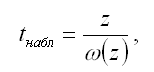 t_набл = z / ω(z) ,